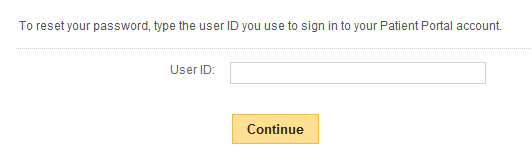 To reset your password, type the user ID you use to sign in to your Patient Portal account.
User ID:
Continue